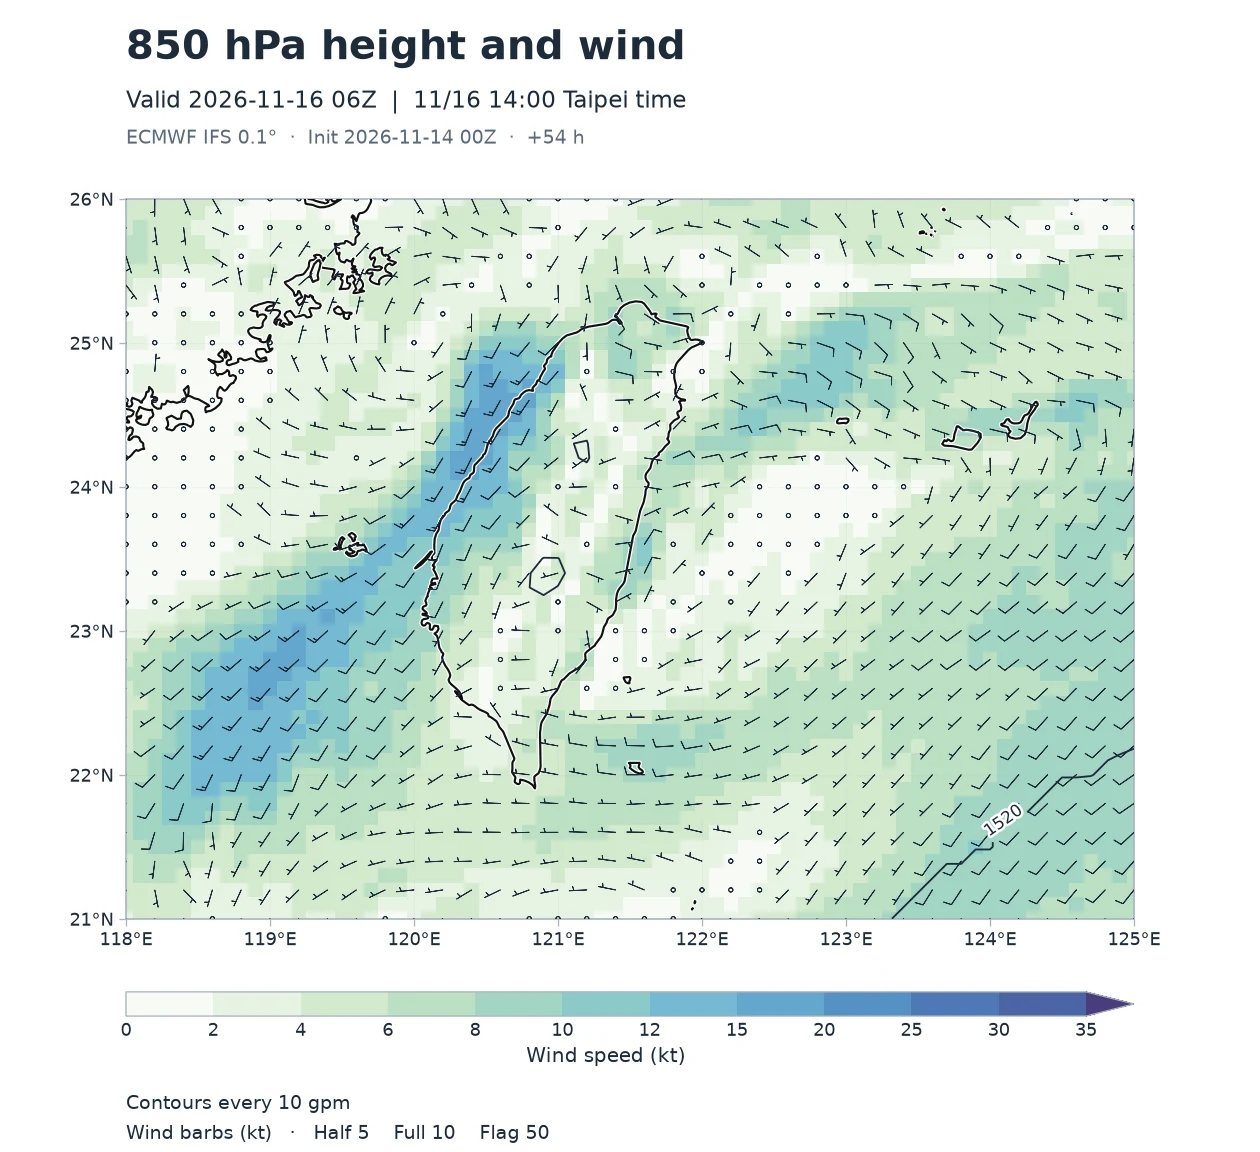 850 hPa height and wind
Valid 2026-11-16 06Z | 11/16 14:00 Taipei time
ECMWF IFS 0.1° · Init 2026-11-14 00Z · +54 h
26°N
25°N
24°N
23°N
22°N
21°N
1520
118°E 119°E 120°E 121°E 122°E 123°E 124°E 125°E
0 2 4 6 8 10 12 15 20 25 30 35
Wind speed (kt)
Contours every 10 gpm
Wind barbs (kt) · Half 5 Full 10 Flag 50